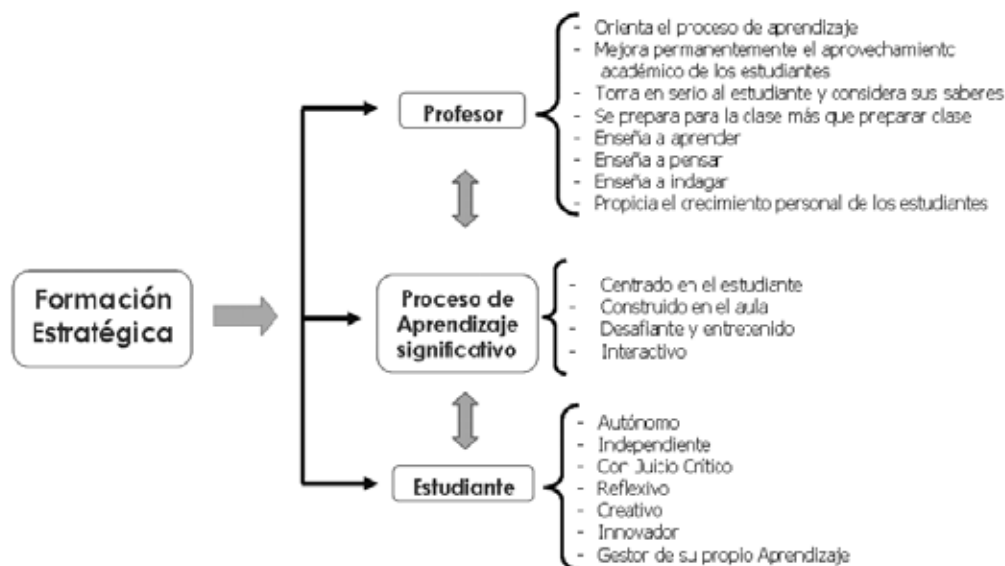 Formación
Estratégica
Profesor
- Orienta el proceso de aprendizaje
- Mejora permanentemente el aprovechamiento
académico de los estudiantes
- Torra en serio al estudiante y considera sus saberes
- Se prepara para la clase más que preparar clase
- Enseña a aprender
- Enseña a pensar
- Enseña a indagar
- Propicia el crecimiento personal de los estudiantes
Proceso de
Aprendizaje
significativo
- Centrado en el estudiante
- Construido en el aula
- Desafiante y entretenido
- Interactivo
Estudiante
- Autónomo
- Independiente
- Con Juicio Crítico
- Reflexivo
- Creativo
- Innovador
- Gestor de su propio Aprendizaje